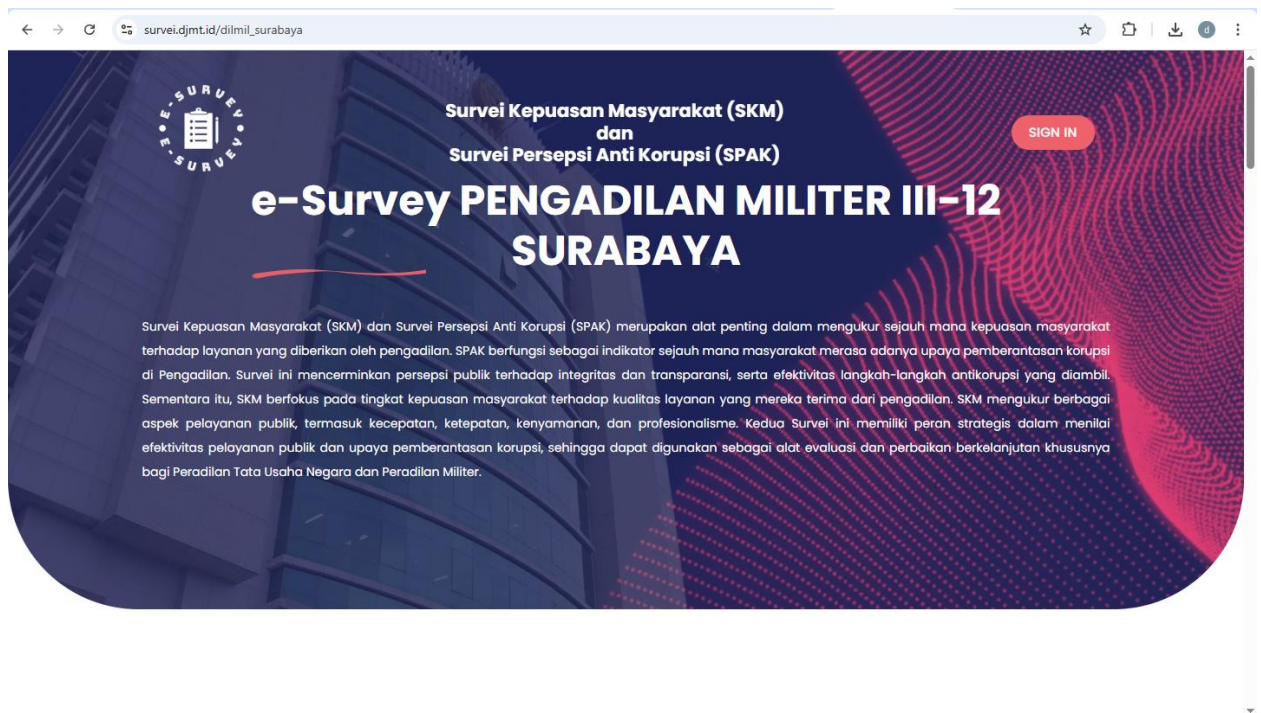 survei.djmt.id/dilmil_surabaya
d
E-SURVEY • E-SURVEY •
Survei Kepuasan Masyarakat (SKM)
dan
Survei Persepsi Anti Korupsi (SPAK)
SIGN IN
e-Survey PENGADILAN MILITER III-12
SURABAYA
Survei Kepuasan Masyarakat (SKM) dan Survei Persepsi Anti Korupsi (SPAK) merupakan alat penting dalam mengukur sejauh mana kepuasan masyarakat
terhadap layanan yang diberikan oleh pengadilan. SPAK berfungsi sebagai indikator sejauh mana masyarakat merasa adanya upaya pemberantasan korupsi
di Pengadilan. Survei ini mencerminkan persepsi publik terhadap integritas dan transparansi, serta efektivitas langkah-langkah antikorupsi yang diambil.
Sementara itu, SKM berfokus pada tingkat kepuasan masyarakat terhadap kualitas layanan yang mereka terima dari pengadilan. SKM mengukur berbagai
aspek pelayanan publik, termasuk kecepatan, ketepatan, kenyamanan, dan profesionalisme. Kedua Survei ini memiliki peran strategis dalam menilai
efektivitas pelayanan publik dan upaya pemberantasan korupsi, sehingga dapat digunakan sebagai alat evaluasi dan perbaikan berkelanjutan khususnya
bagi Peradilan Tata Usaha Negara dan Peradilan Militer.